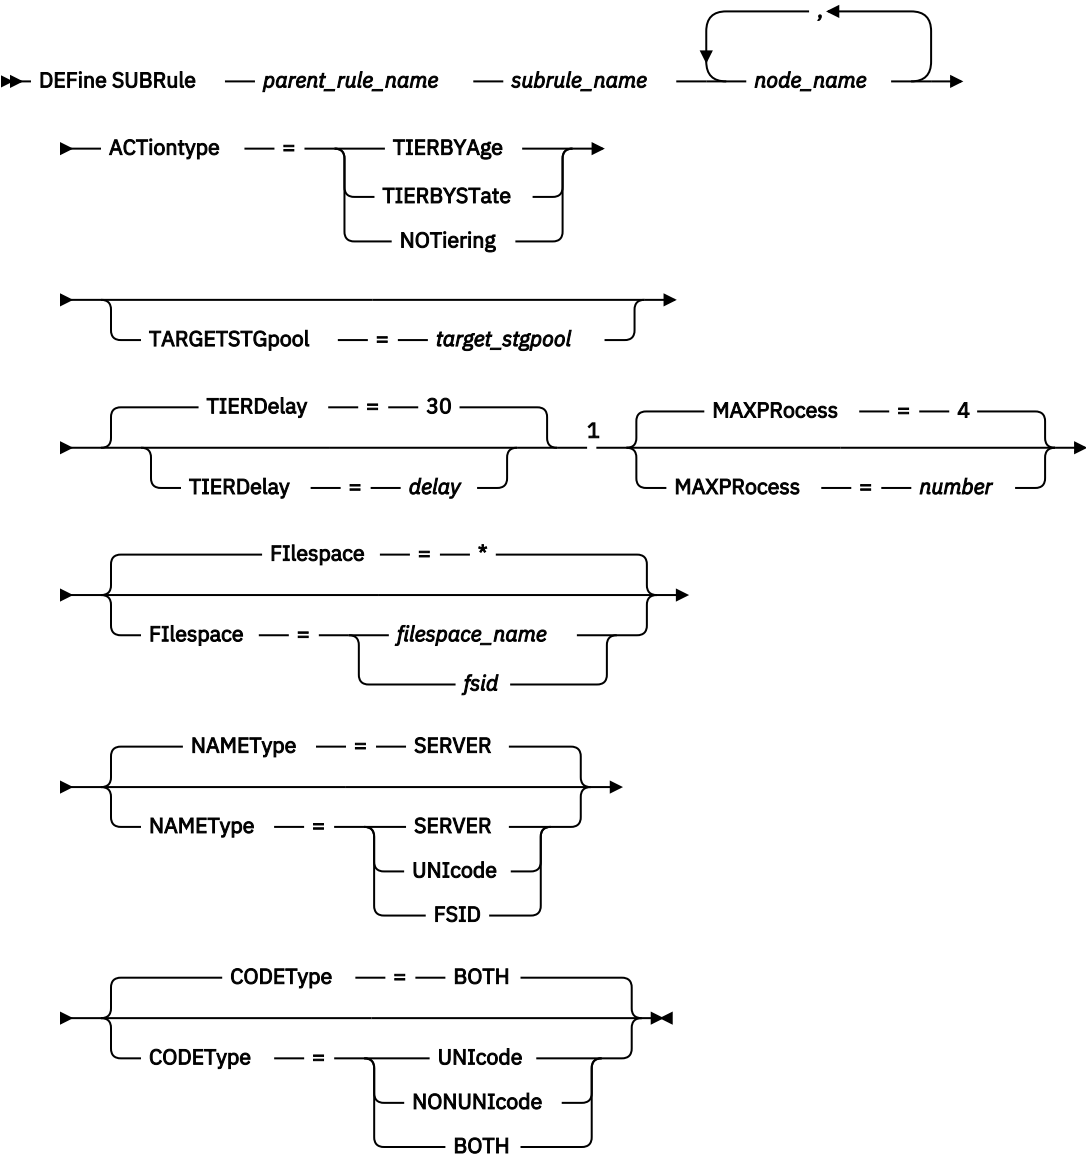 ,
DEFine SUBRule parent_rule_name subrule_name node_name
ACTiontype = TIERBYAge
TIERBYSTate
NOTiering
TARGETSTGpool = target_stgpool
TIERDelay = 30
MAXPRocess = 4
1
TIERDelay = delay
MAXPRocess = number
FIlespace = *
FIlespace = filespace_name
fsid
NAMEType = SERVER
NAMEType = SERVER
UNIcode
FSID
CODEType = BOTH
CODEType = UNIcode
NONUNIcode
BOTH